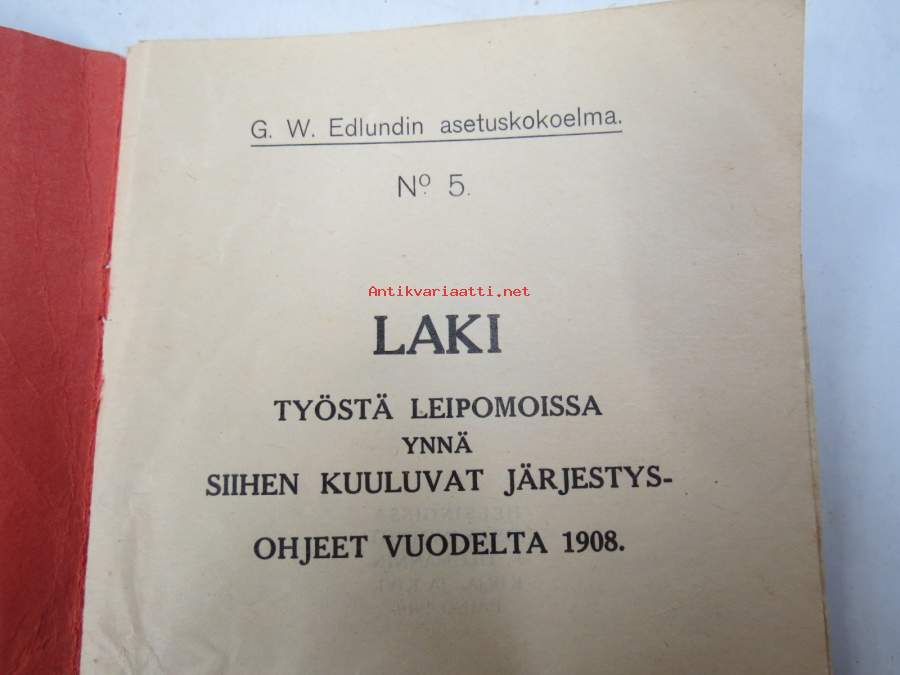 G. W. Edlundin asetuskokoelma.
Nº 5.
Antikvariaatti.net
LAKI
TYÖSTÄ LEIPOMOISSA
YNNÄ
SIIHEN KUULUVAT JÄRJESTYS-
OHJEET VUODELTA 1908.